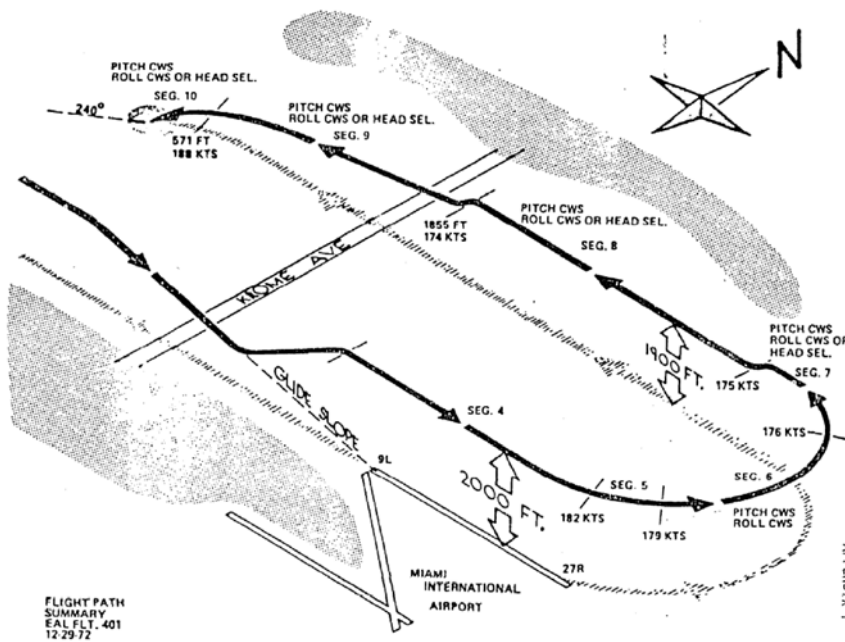 N
PITCH CWS
ROLL CWS OR HEAD SEL.
SEG. 10
240°
571 FT
188 KTS
PITCH CWS
ROLL CWS OR HEAD SEL.
SEG. 9
1855 FT
174 KTS
PITCH CWS
ROLL CWS OR HEAD SEL.
SEG. 8
KROME AVE
PITCH CWS
ROLL CWS OR
HEAD SEL.
SEG. 7
1900 FT.
175 KTS
176 KTS
GLIDE SLOPE
SEG. 4
9L
2000 FT.
SEG. 5
SEG. 6
182 KTS
179 KTS
PITCH CWS
ROLL CWS
27R
MIAMI
INTERNATIONAL
AIRPORT
FLIGHT PATH
SUMMARY
EAL FLT. 401
12-29-72